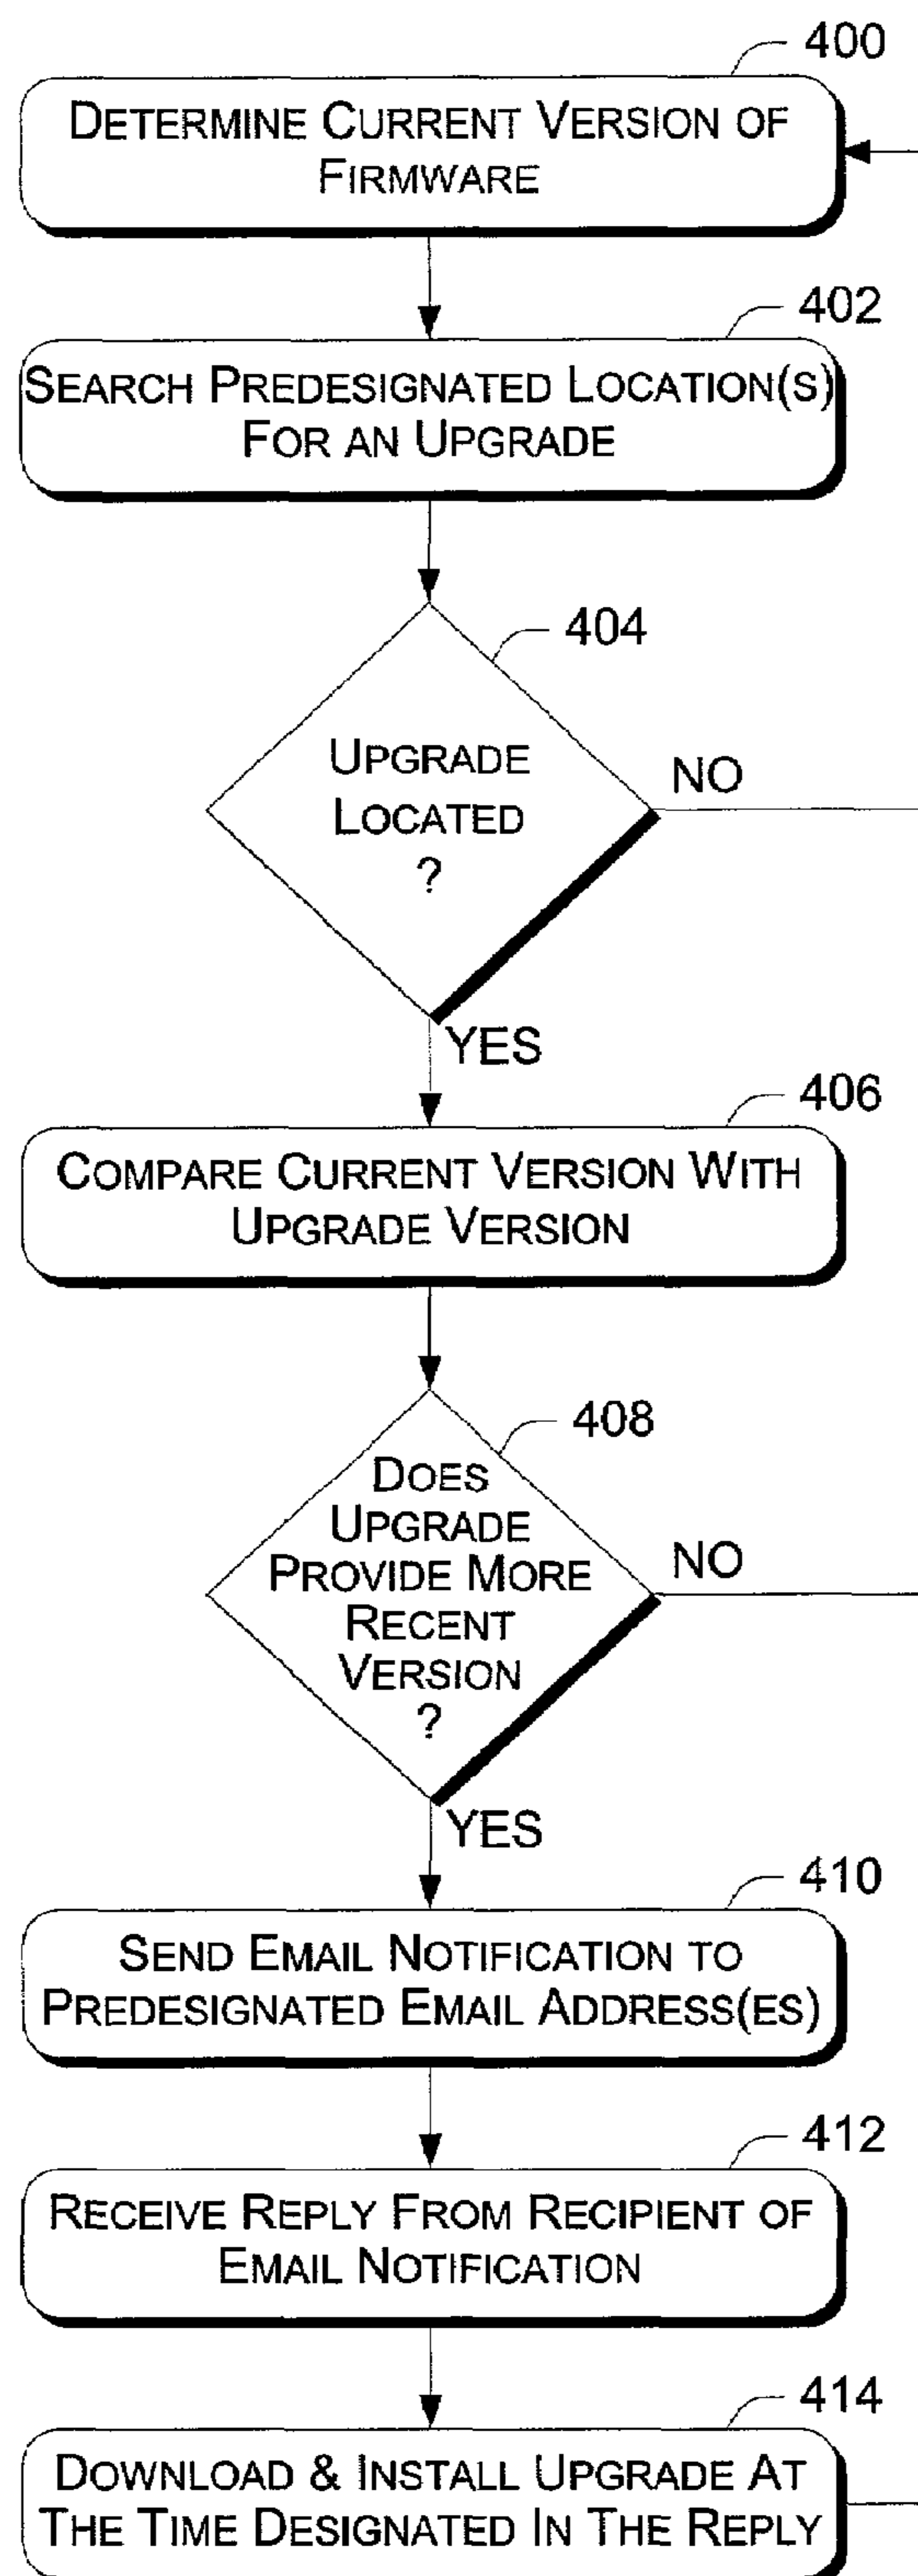 400
DETERMINE CURRENT VERSION OF
FIRMWARE
402
SEARCH PREDESIGNATED LOCATION(S)
FOR AN UPGRADE
404
UPGRADE
LOCATED
?
NO
YES
406
COMPARE CURRENT VERSION WITH
UPGRADE VERSION
408
DOES
UPGRADE
PROVIDE MORE
RECENT
VERSION
?
NO
YES
410
SEND EMAIL NOTIFICATION TO
PREDESIGNATED EMAIL ADDRESS(ES)
412
RECEIVE REPLY FROM RECIPIENT OF
EMAIL NOTIFICATION
414
DOWNLOAD & INSTALL UPGRADE AT
THE TIME DESIGNATED IN THE REPLY